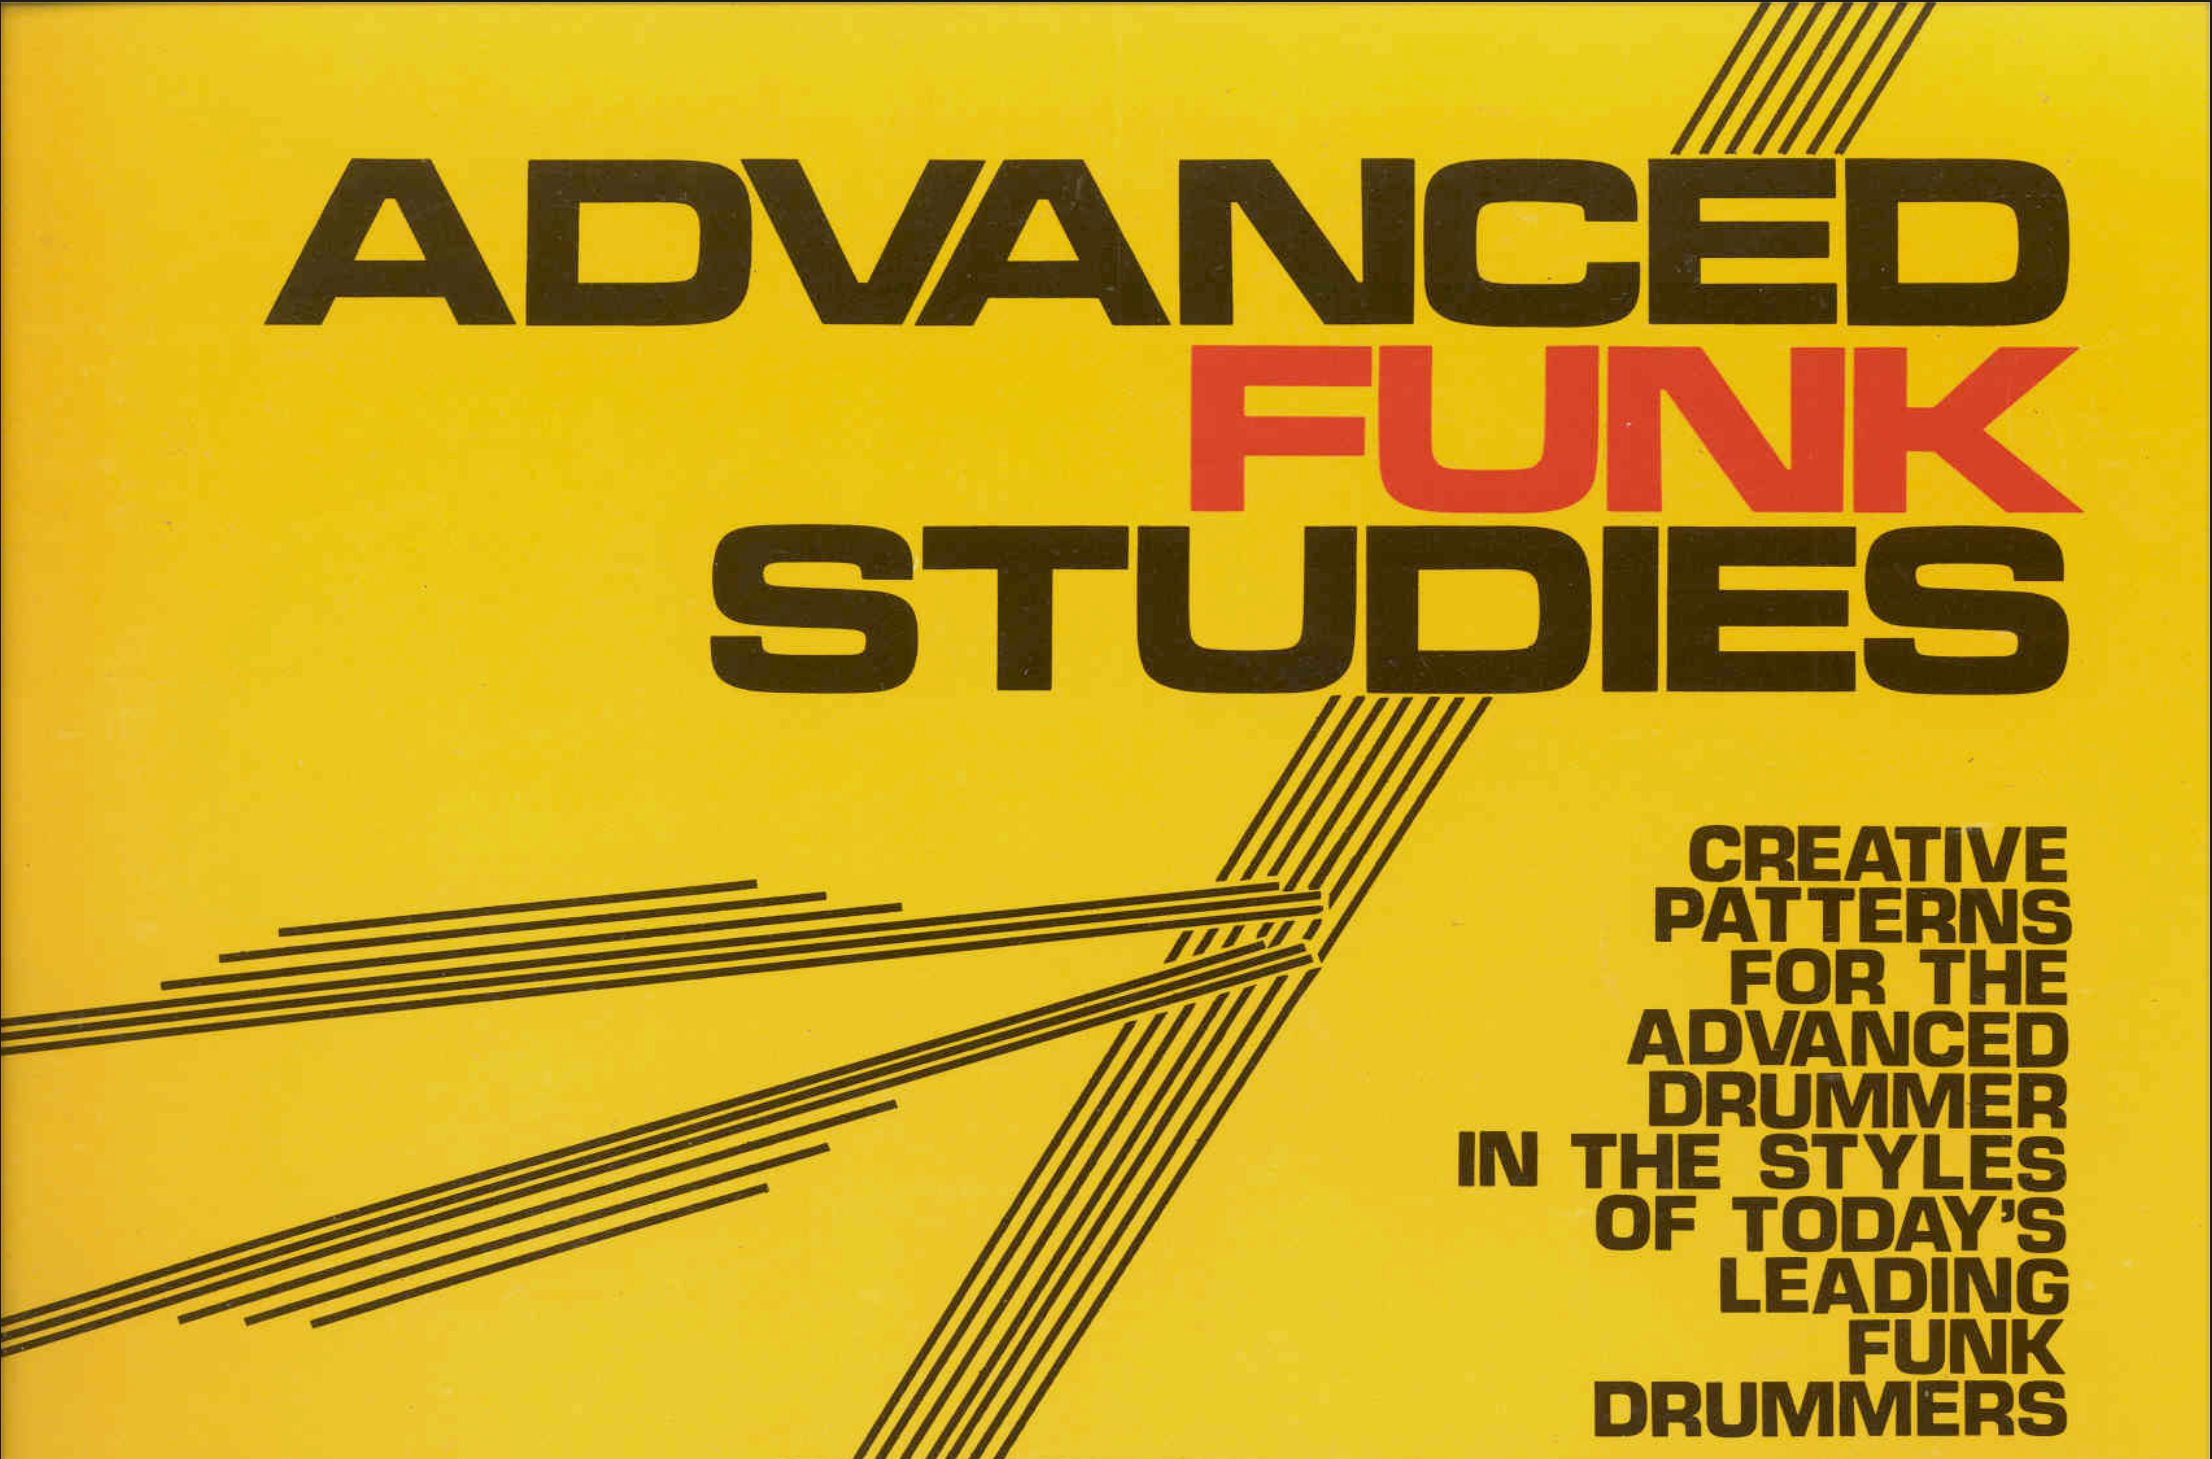 ADVANCED
FUNK
STUDIES
CREATIVE
PATTERNS
FOR THE
ADVANCED
DRUMMER
IN THE STYLES
OF TODAY'S
LEADING
FUNK
DRUMMERS